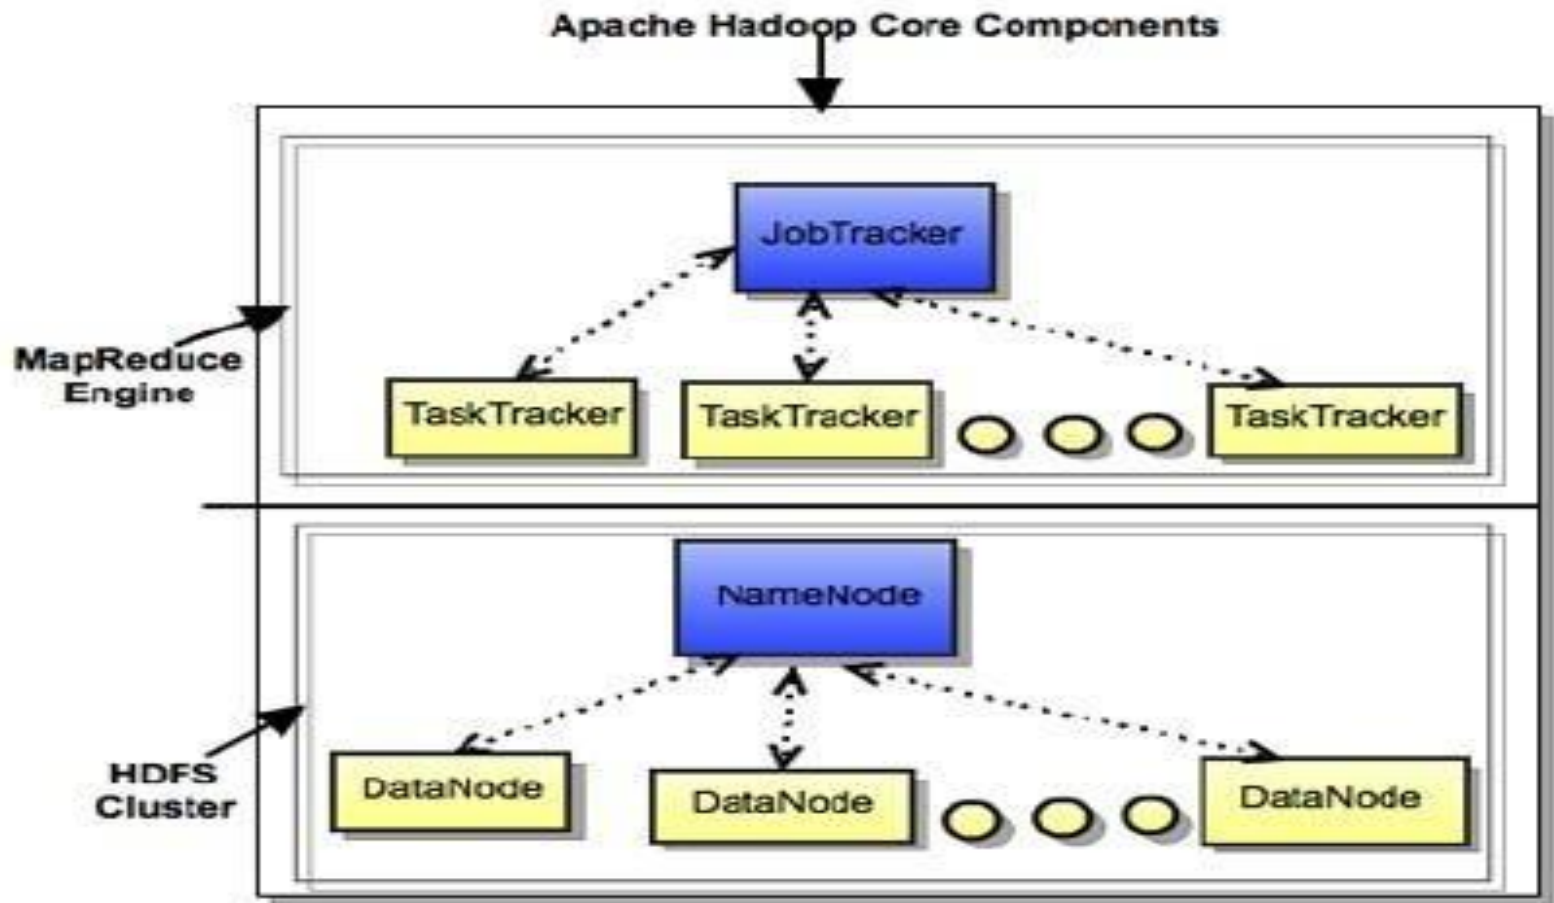 Apache Hadoop Core Components
JobTracker
MapReduce
Engine
TaskTracker
TaskTracker
TaskTracker
NameNode
HDFS
Cluster
DataNode
DataNode
DataNode